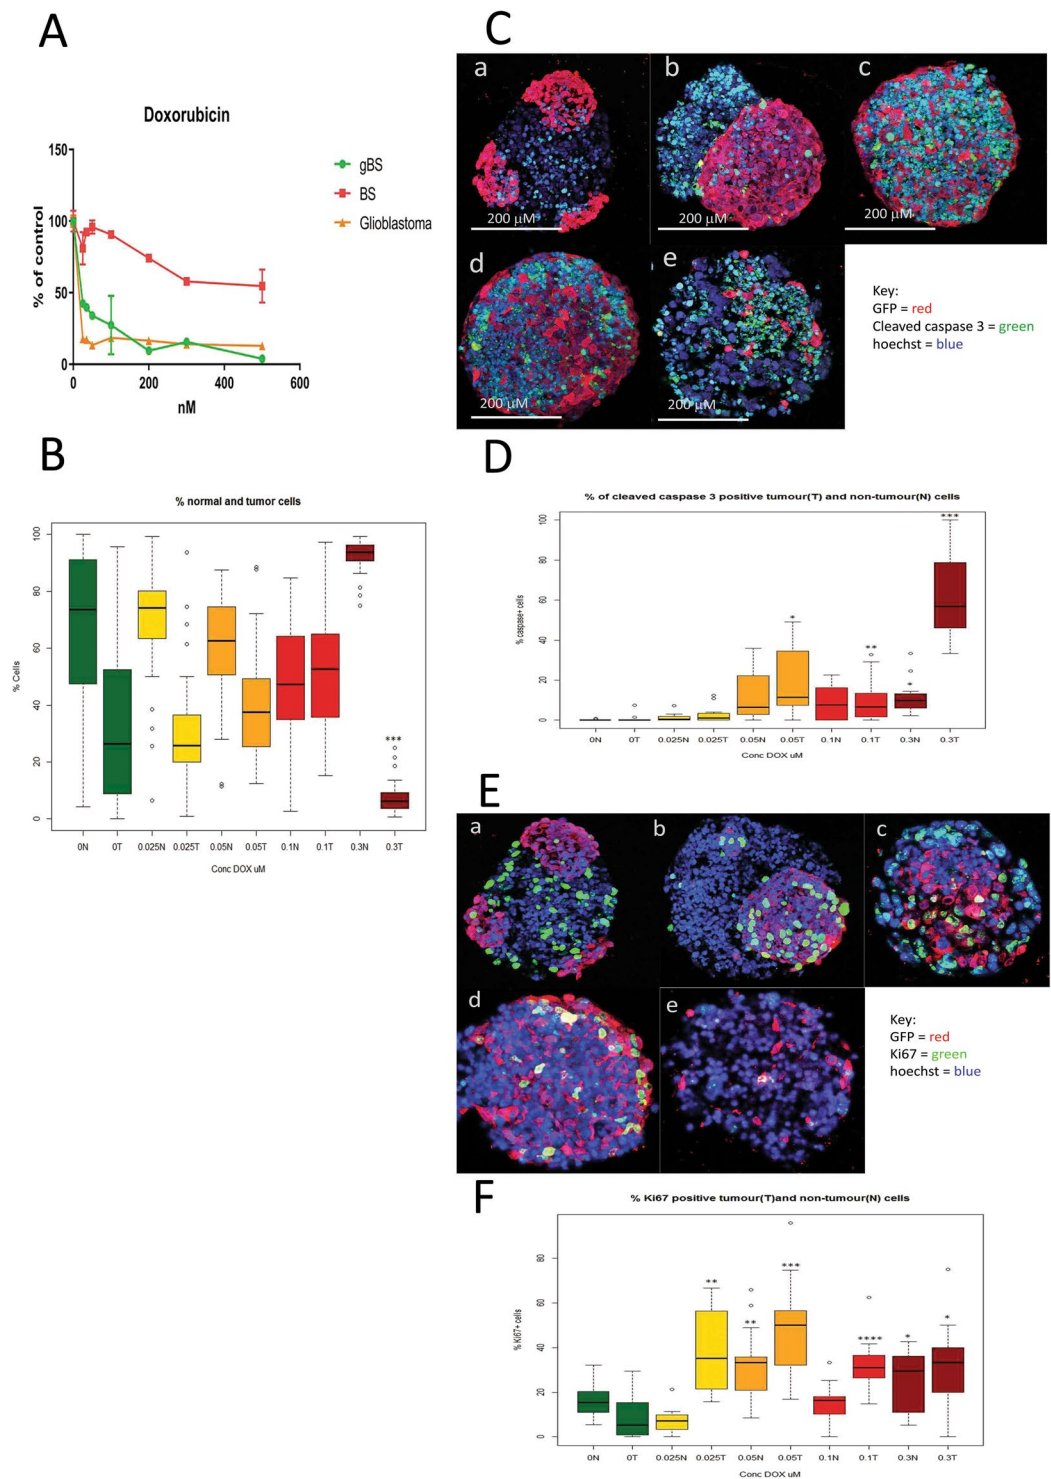 A
Doxorubicin
150
100
50
0
% of control
0
200
400
600
nM
gBS
BS
Glioblastoma
B
% normal and tumor cells
100
80
60
40
20
0
% Cells
***
0N
0T
0.025N
0.025T
0.05N
0.05T
0.1N
0.1T
0.3N
0.3T
Conc DOX uM
C
a
200 µM
b
200 µM
c
200 µM
d
200 µM
e
200 µM
Key:
GFP = red
Cleaved caspase 3 = green
hoechst = blue
D
% of cleaved caspase 3 positive tumour(T) and non-tumour(N) cells
100
80
60
40
20
0
% caspase+ cells
*
**
*
***
0N
0T
0.025N
0.025T
0.05N
0.05T
0.1N
0.1T
0.3N
0.3T
Conc DOX uM
E
a
b
c
d
e
Key:
GFP = red
Ki67 = green
hoechst = blue
F
% Ki67 positive tumour(T)and non-tumour(N) cells
80
60
40
20
0
% Ki67+ cells
**
**
***
****
*
*
0N
0T
0.025N
0.025T
0.05N
0.05T
0.1N
0.1T
0.3N
0.3T
Conc DOX uM